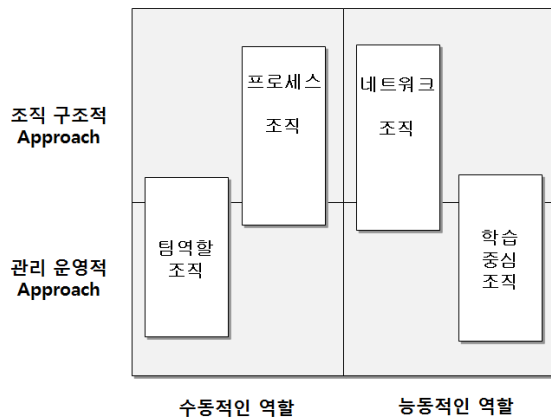 조직 구조적
Approach
프로세스
조직
네트워크
조직
관리 운영적
Approach
팀역할
조직
학습
중심
조직
수동적인 역할
능동적인 역할